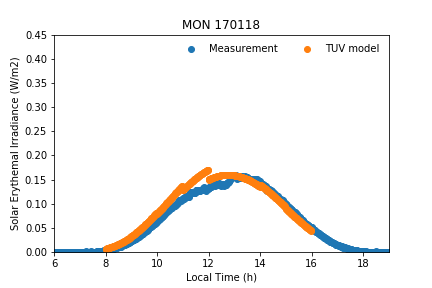 MON 170118
Measurement
TUV model
Solar Erythemal Irradiance (W/m2)
0.45
0.40
0.35
0.30
0.25
0.20
0.15
0.10
0.05
0.00
6 8 10 12 14 16 18
Local Time (h)